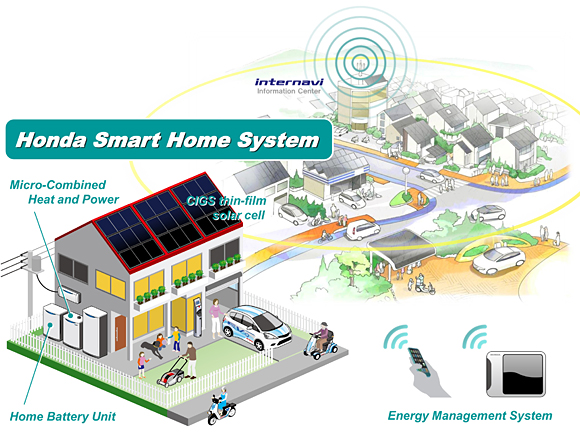 internavi
Information Center
Honda Smart Home System
Micro-Combined
Heat and Power
CIGS thin-film
solar cell
Home Battery Unit
Energy Management System